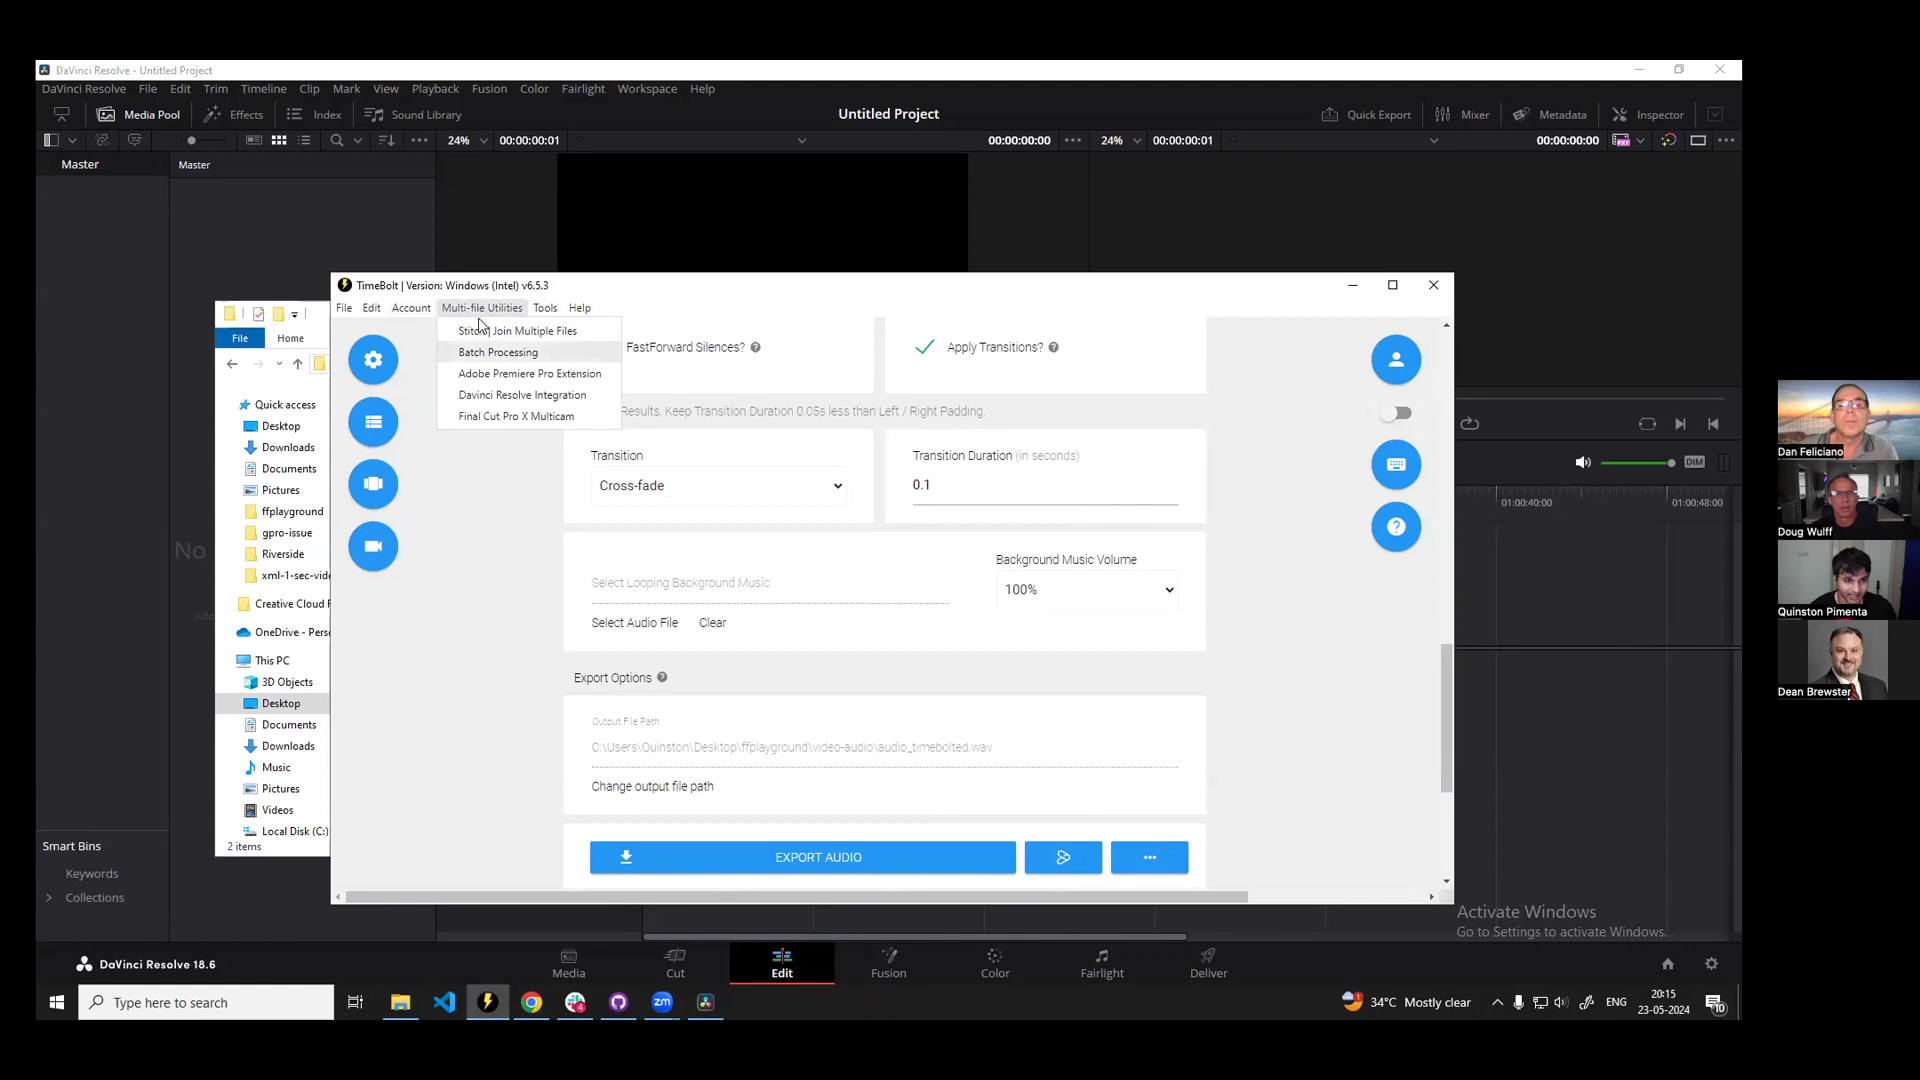 DaVinci Resolve - Untitled Project
DaVinci Resolve File Edit Trim Timeline Clip Mark View Playback Fusion Color Fairlight Workspace Help
Media Pool Effects Index Sound Library Untitled Project Quick Export Mixer Metadata Inspector
24% 00:00:00:01 00:00:00:00 24% 00:00:00:01 00:00:00:00
Master Master
TimeBolt | Version: Windows (Intel) v6.5.3
File Edit Account Multi-file Utilities Tools Help
Join Multiple Files
Batch Processing
Adobe Premiere Pro Extension
Davinci Resolve Integration
Final Cut Pro X Multicam
FastForward Silences? Apply Transitions?
Results, Keep Transition Duration 0.05s less than Left / Right Padding.
Transition
Cross-fade
Transition Duration (in seconds)
0.1
Select Looping Background Music
Background Music Volume
100%
Select Audio File Clear
Export Options
Output File Path
C:\Users\Quinston\Desktop\ffplayground\video-audio\audio_timebolted.wav
Change output file path
EXPORT AUDIO
File Home
Quick access
Desktop
Downloads
Documents
Pictures
ffplayground
gpro-issue
Riverside
xml-1-sec-vide
Creative Cloud F
OneDrive - Pers
This PC
3D Objects
Desktop
Documents
Downloads
Music
Pictures
Videos
Local Disk (C:)
2 items
No
Smart Bins
Keywords
Collections
DIM
01:00:40:00 01:00:48:00
Activate Windows
Go to Settings to activate Windows.
DaVinci Resolve 18.6
Media Cut Edit Fusion Color Fairlight Deliver
Type here to search
4
zm
34°C Mostly clear
ENG
20:15
23-05-2024
10
Dan Feliciano
Doug Wulff
Quinston Pimenta
Dean Brewster